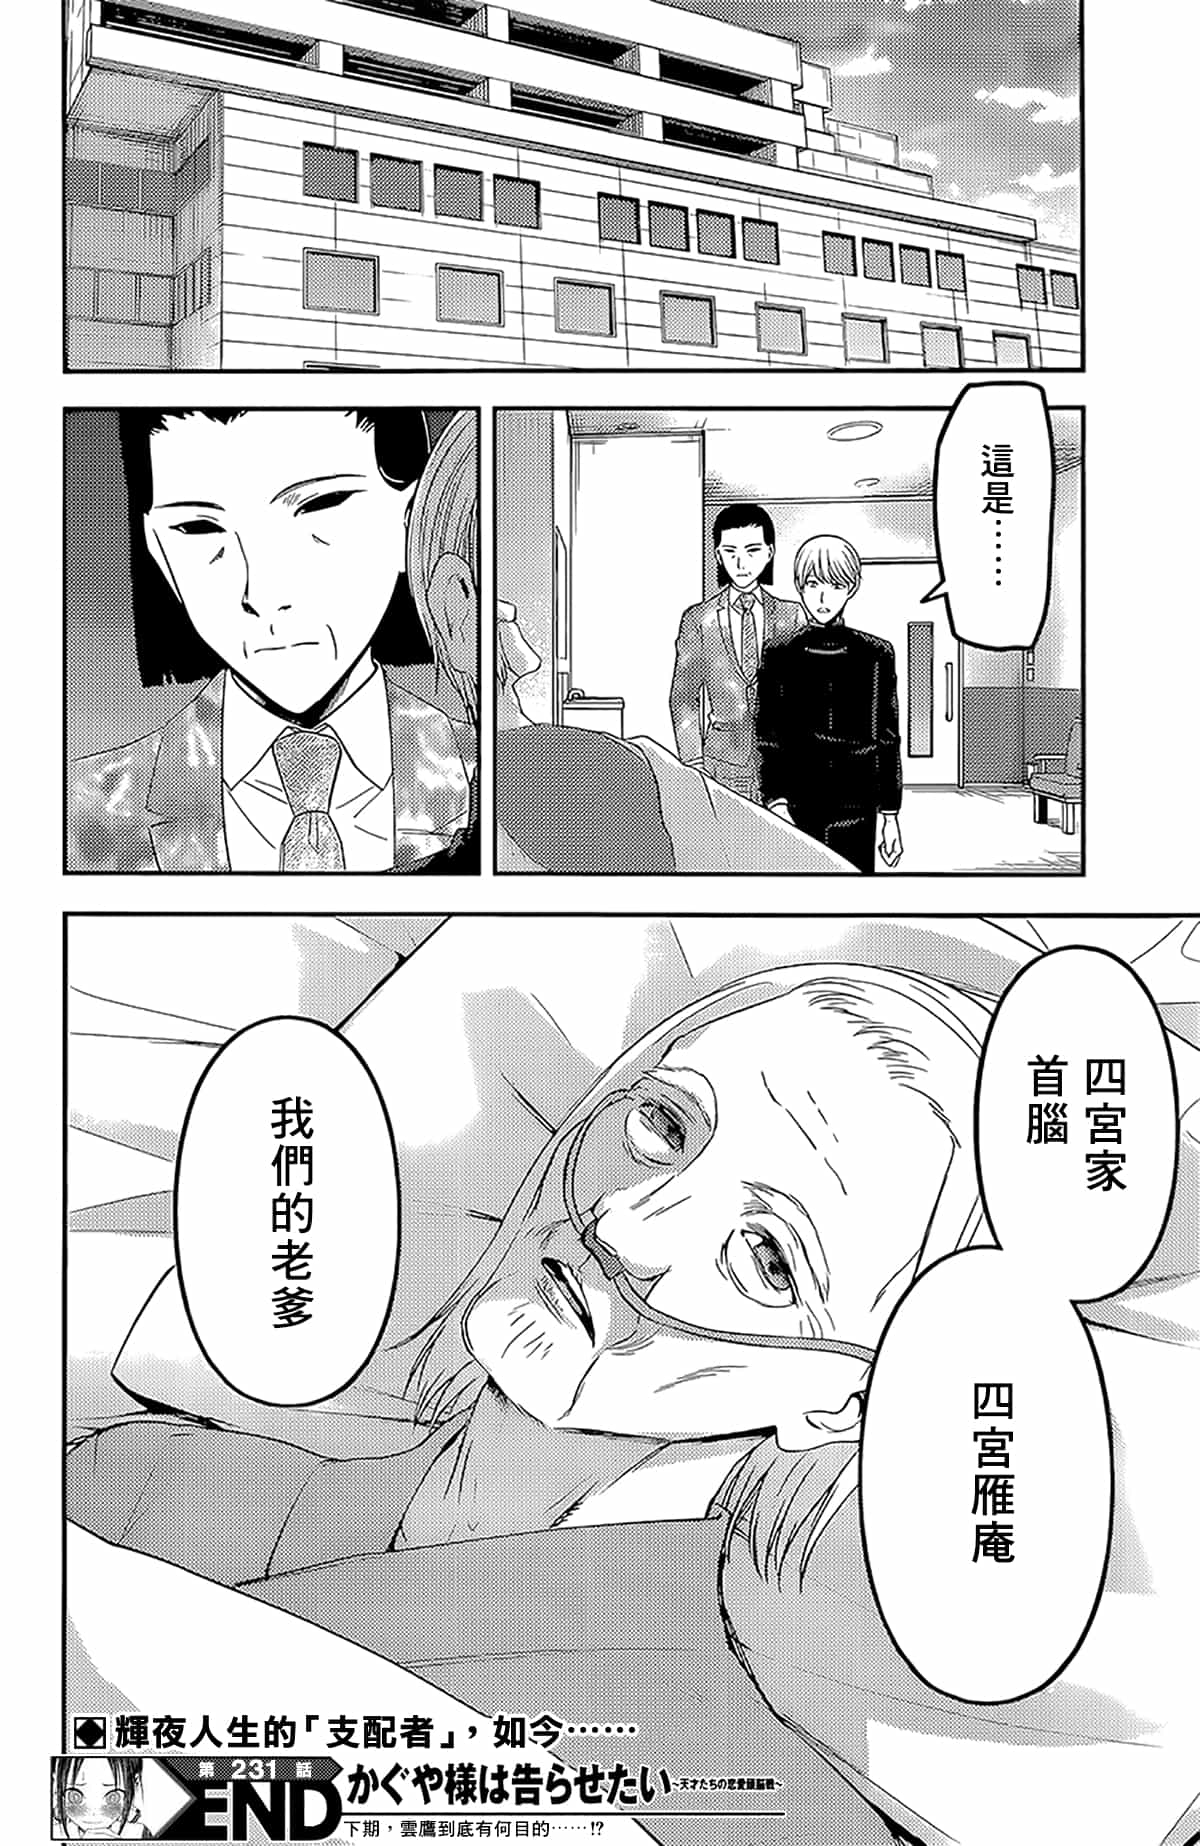 這是……
四宮家
首腦
四宮雁庵
我們的老爹
輝夜人生的「支配者」，如今……
第231話
END
かぐや様は告らせたい~天才たちの恋愛頭脳戦~
下期，雲鷹到底有何目的……!?